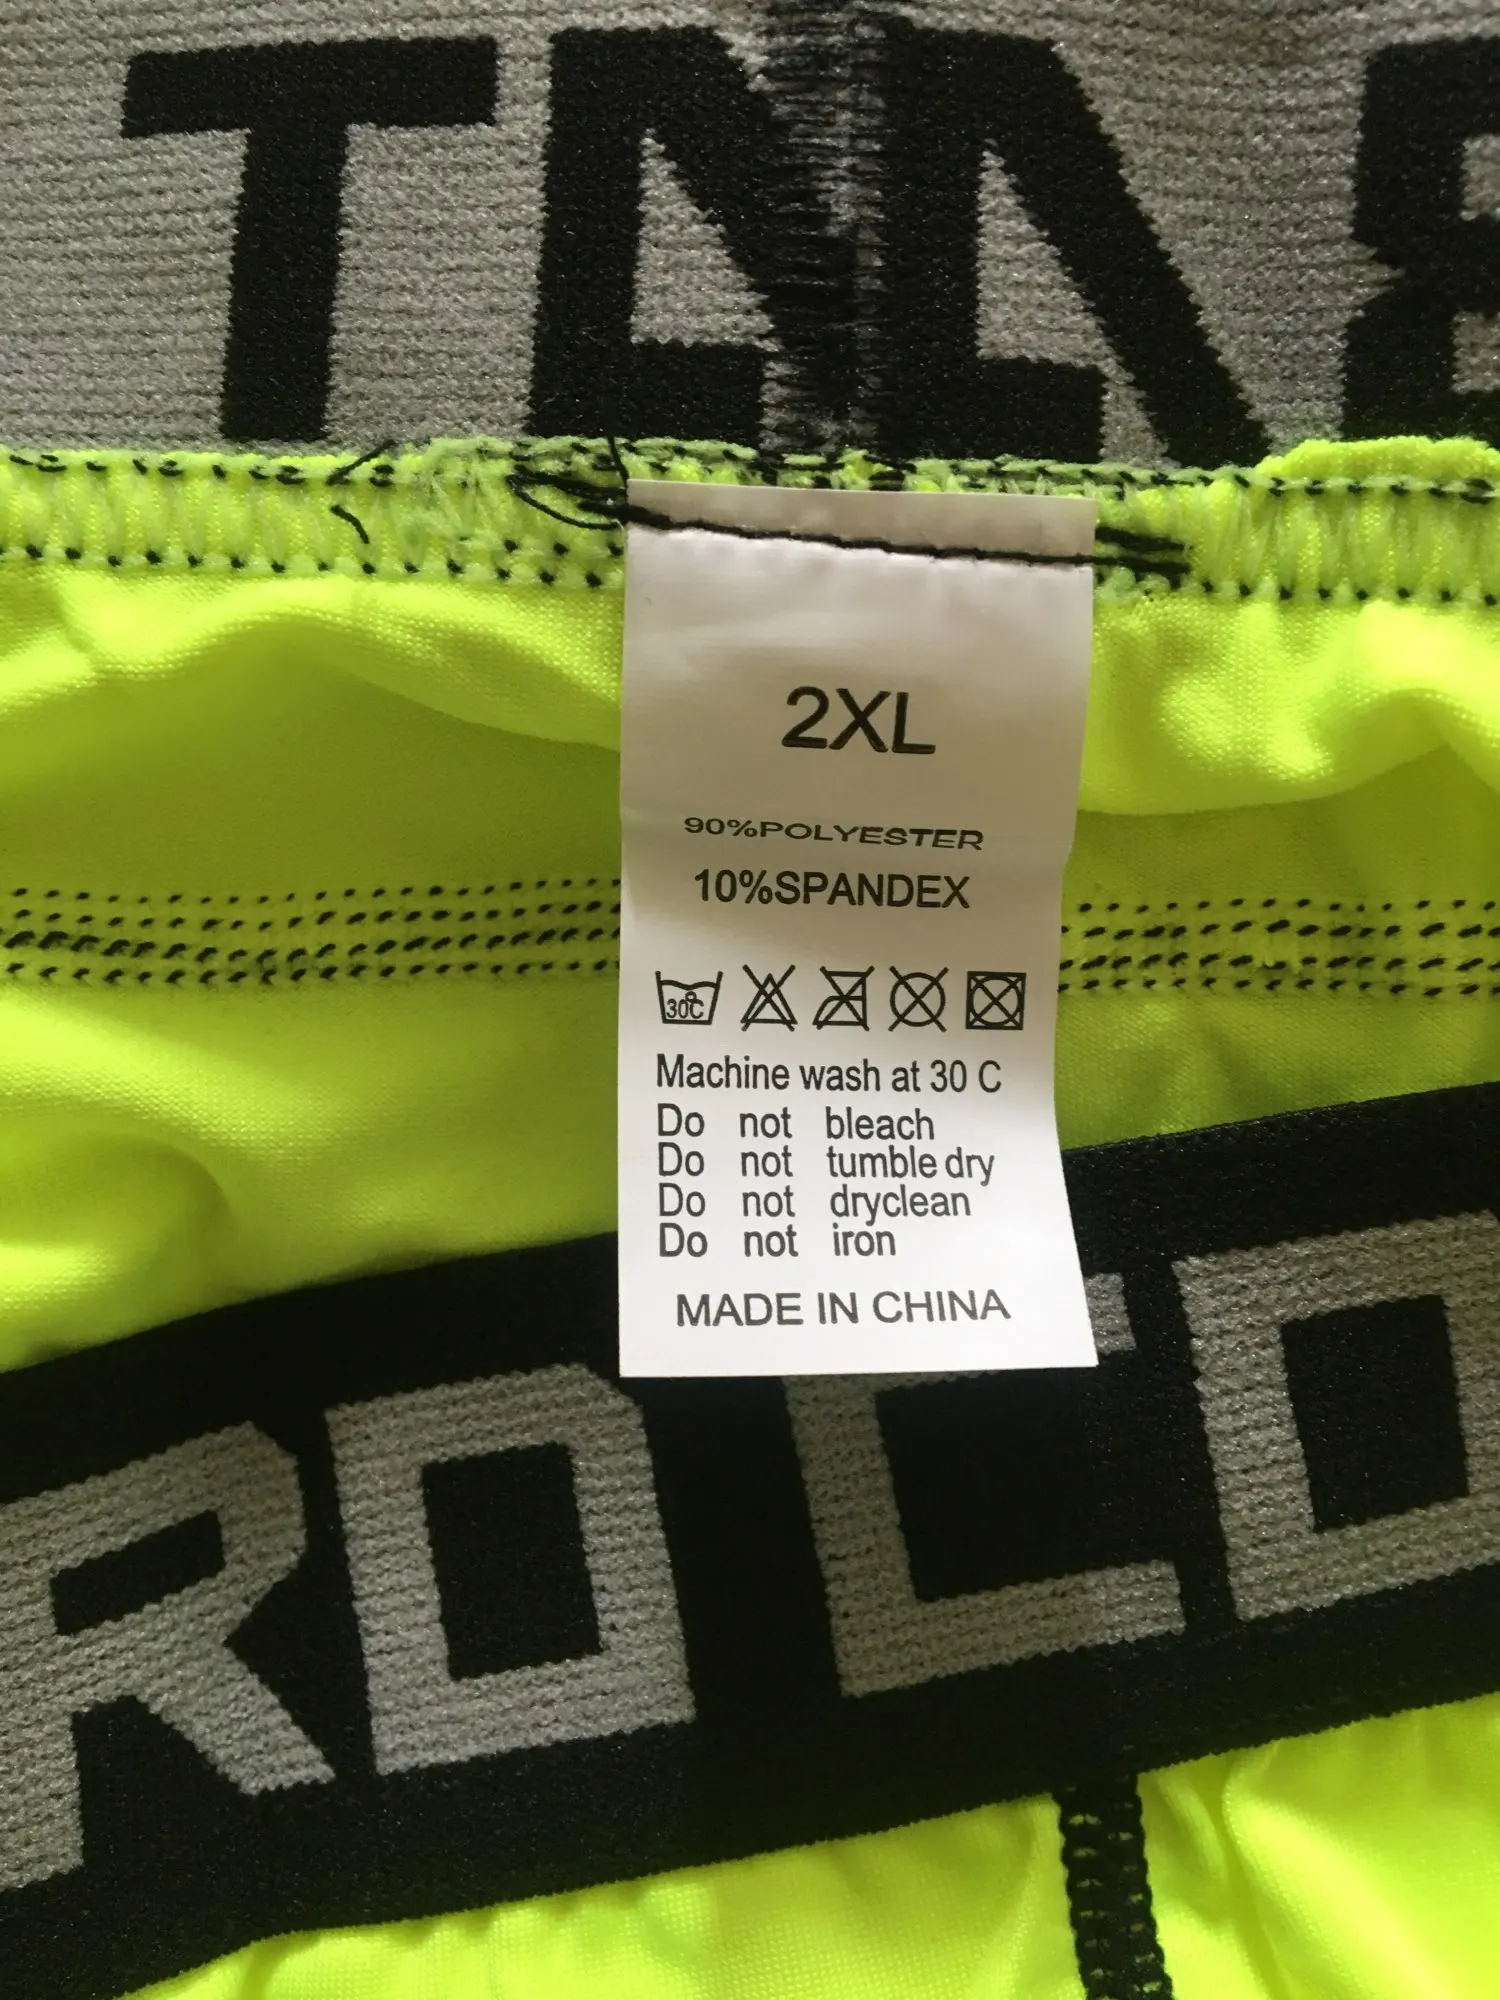 2XL
90%POLYESTER
10%SPANDEX
30°C
Machine wash at 30 C
Do not bleach
Do not tumble dry
Do not dryclean
Do not iron
MADE IN CHINA